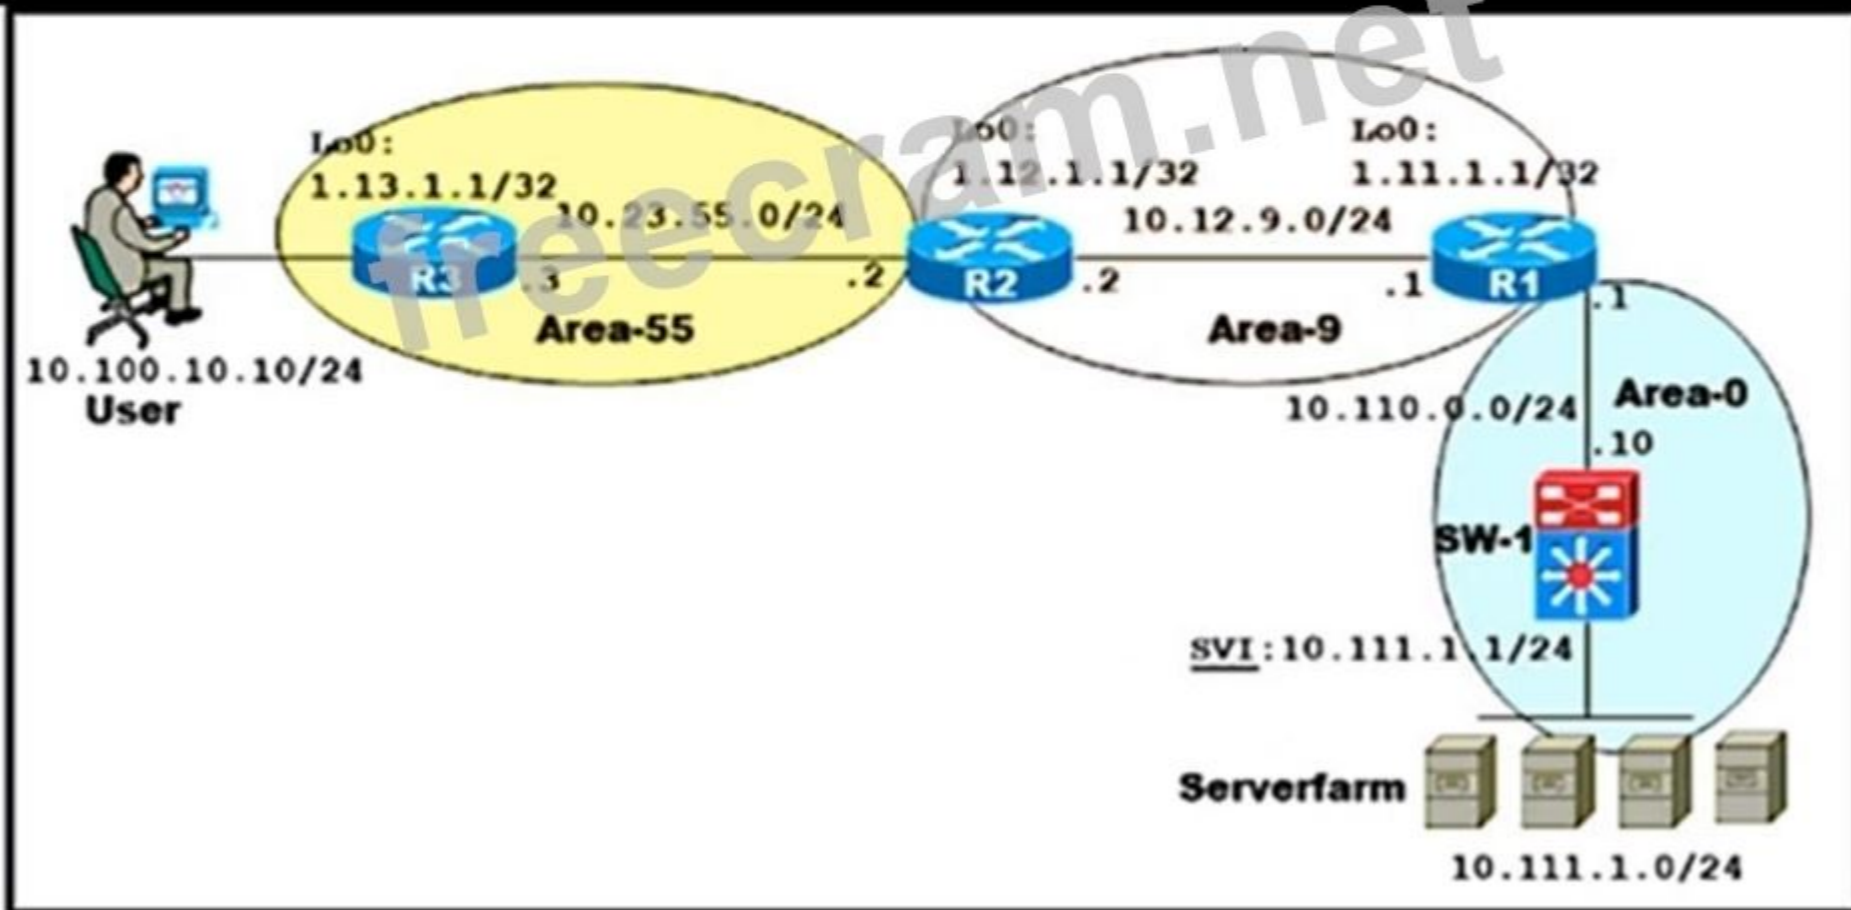 freecram.net
Lo0:
1.13.1.1/32
10.23.55.0/24
R3
.3
.2
Area-55
10.100.10.10/24
User
Lo0:
1.12.1.1/32
Lo0:
1.11.1.1/32
10.12.9.0/24
R2
.2
.1
R1
.1
Area-9
10.110.0.0/24
Area-0
.10
SW-1
SVI:10.111.1.1/24
Serverfarm
10.111.1.0/24